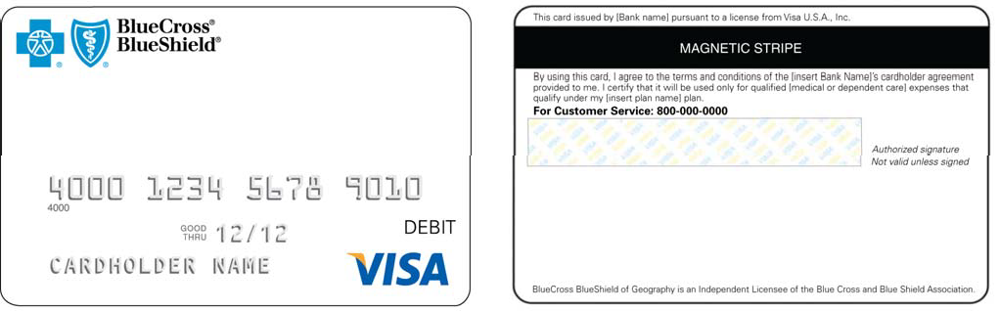 BlueCross®
BlueShield®
® ®
4000 1234 5678 9010
4000
GOOD THRU 12/12
DEBIT
CARDHOLDER NAME
VISA
This card issued by [Bank name] pursuant to a license from Visa U.S.A., Inc.
MAGNETIC STRIPE
By using this card, I agree to the terms and conditions of the [insert Bank Name]'s cardholder agreement
provided to me. I certify that it will be used only for qualified [medical or dependent care] expenses that
qualify under my [insert plan name] plan.
For Customer Service: 800-000-0000
Authorized signature
Not valid unless signed
BlueCross BlueShield of Geography is an Independent Licensee of the Blue Cross and Blue Shield Association.